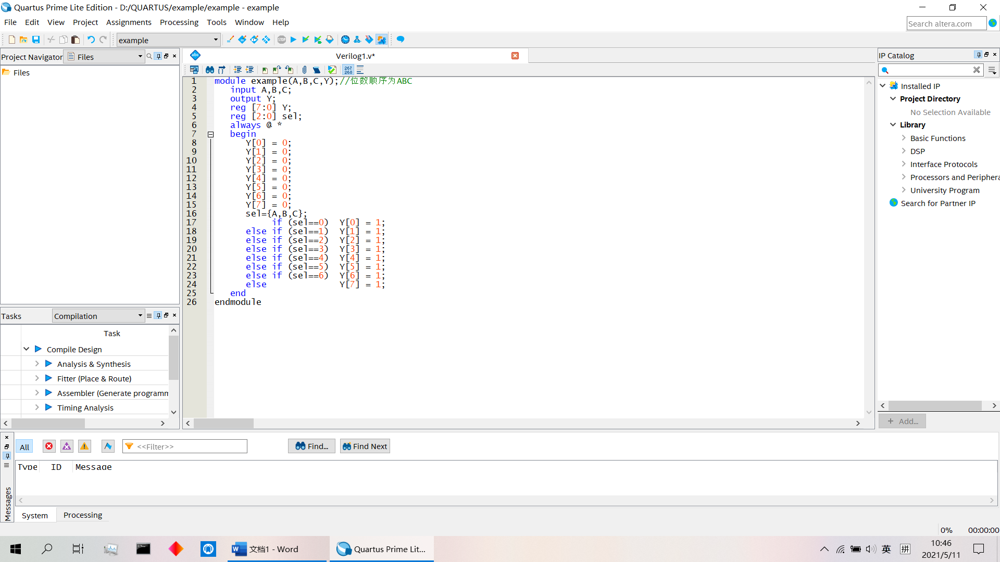 Quartus Prime Lite Edition - D:/QUARTUS/example/example - example
File Edit View Project Assignments Processing Tools Window Help
Search altera.com
example
Project Navigator Files
Files
Verilog1.v*
1 module example(A,B,C,Y);//位数顺序为ABC
2 input A,B,C;
3 output Y;
4 reg [7:0] Y;
5 reg [2:0] sel;
6 always @ *
7 begin
8 Y[0] = 0;
9 Y[1] = 0;
10 Y[2] = 0;
11 Y[3] = 0;
12 Y[4] = 0;
13 Y[5] = 0;
14 Y[6] = 0;
15 Y[7] = 0;
16 sel={A,B,C};
17 if (sel==0) Y[0] = 1;
18 else if (sel==1) Y[1] = 1;
19 else if (sel==2) Y[2] = 1;
20 else if (sel==3) Y[3] = 1;
21 else if (sel==4) Y[4] = 1;
22 else if (sel==5) Y[5] = 1;
23 else if (sel==6) Y[6] = 1;
24 else Y[7] = 1;
25 end
26 endmodule
IP Catalog
Installed IP
Project Directory
No Selection Available
Library
Basic Functions
DSP
Interface Protocols
Processors and Periphera
University Program
Search for Partner IP
+ Add...
Tasks Compilation
Task
Compile Design
Analysis & Synthesis
Fitter (Place & Route)
Assembler (Generate programm
Timing Analysis
All
<<Filter>>
Find...
Find Next
Type ID Message
Messages
System Processing
0% 00:00:00
文档1 - Word
Quartus Prime Lit...
英
拼
10:46
2021/5/11